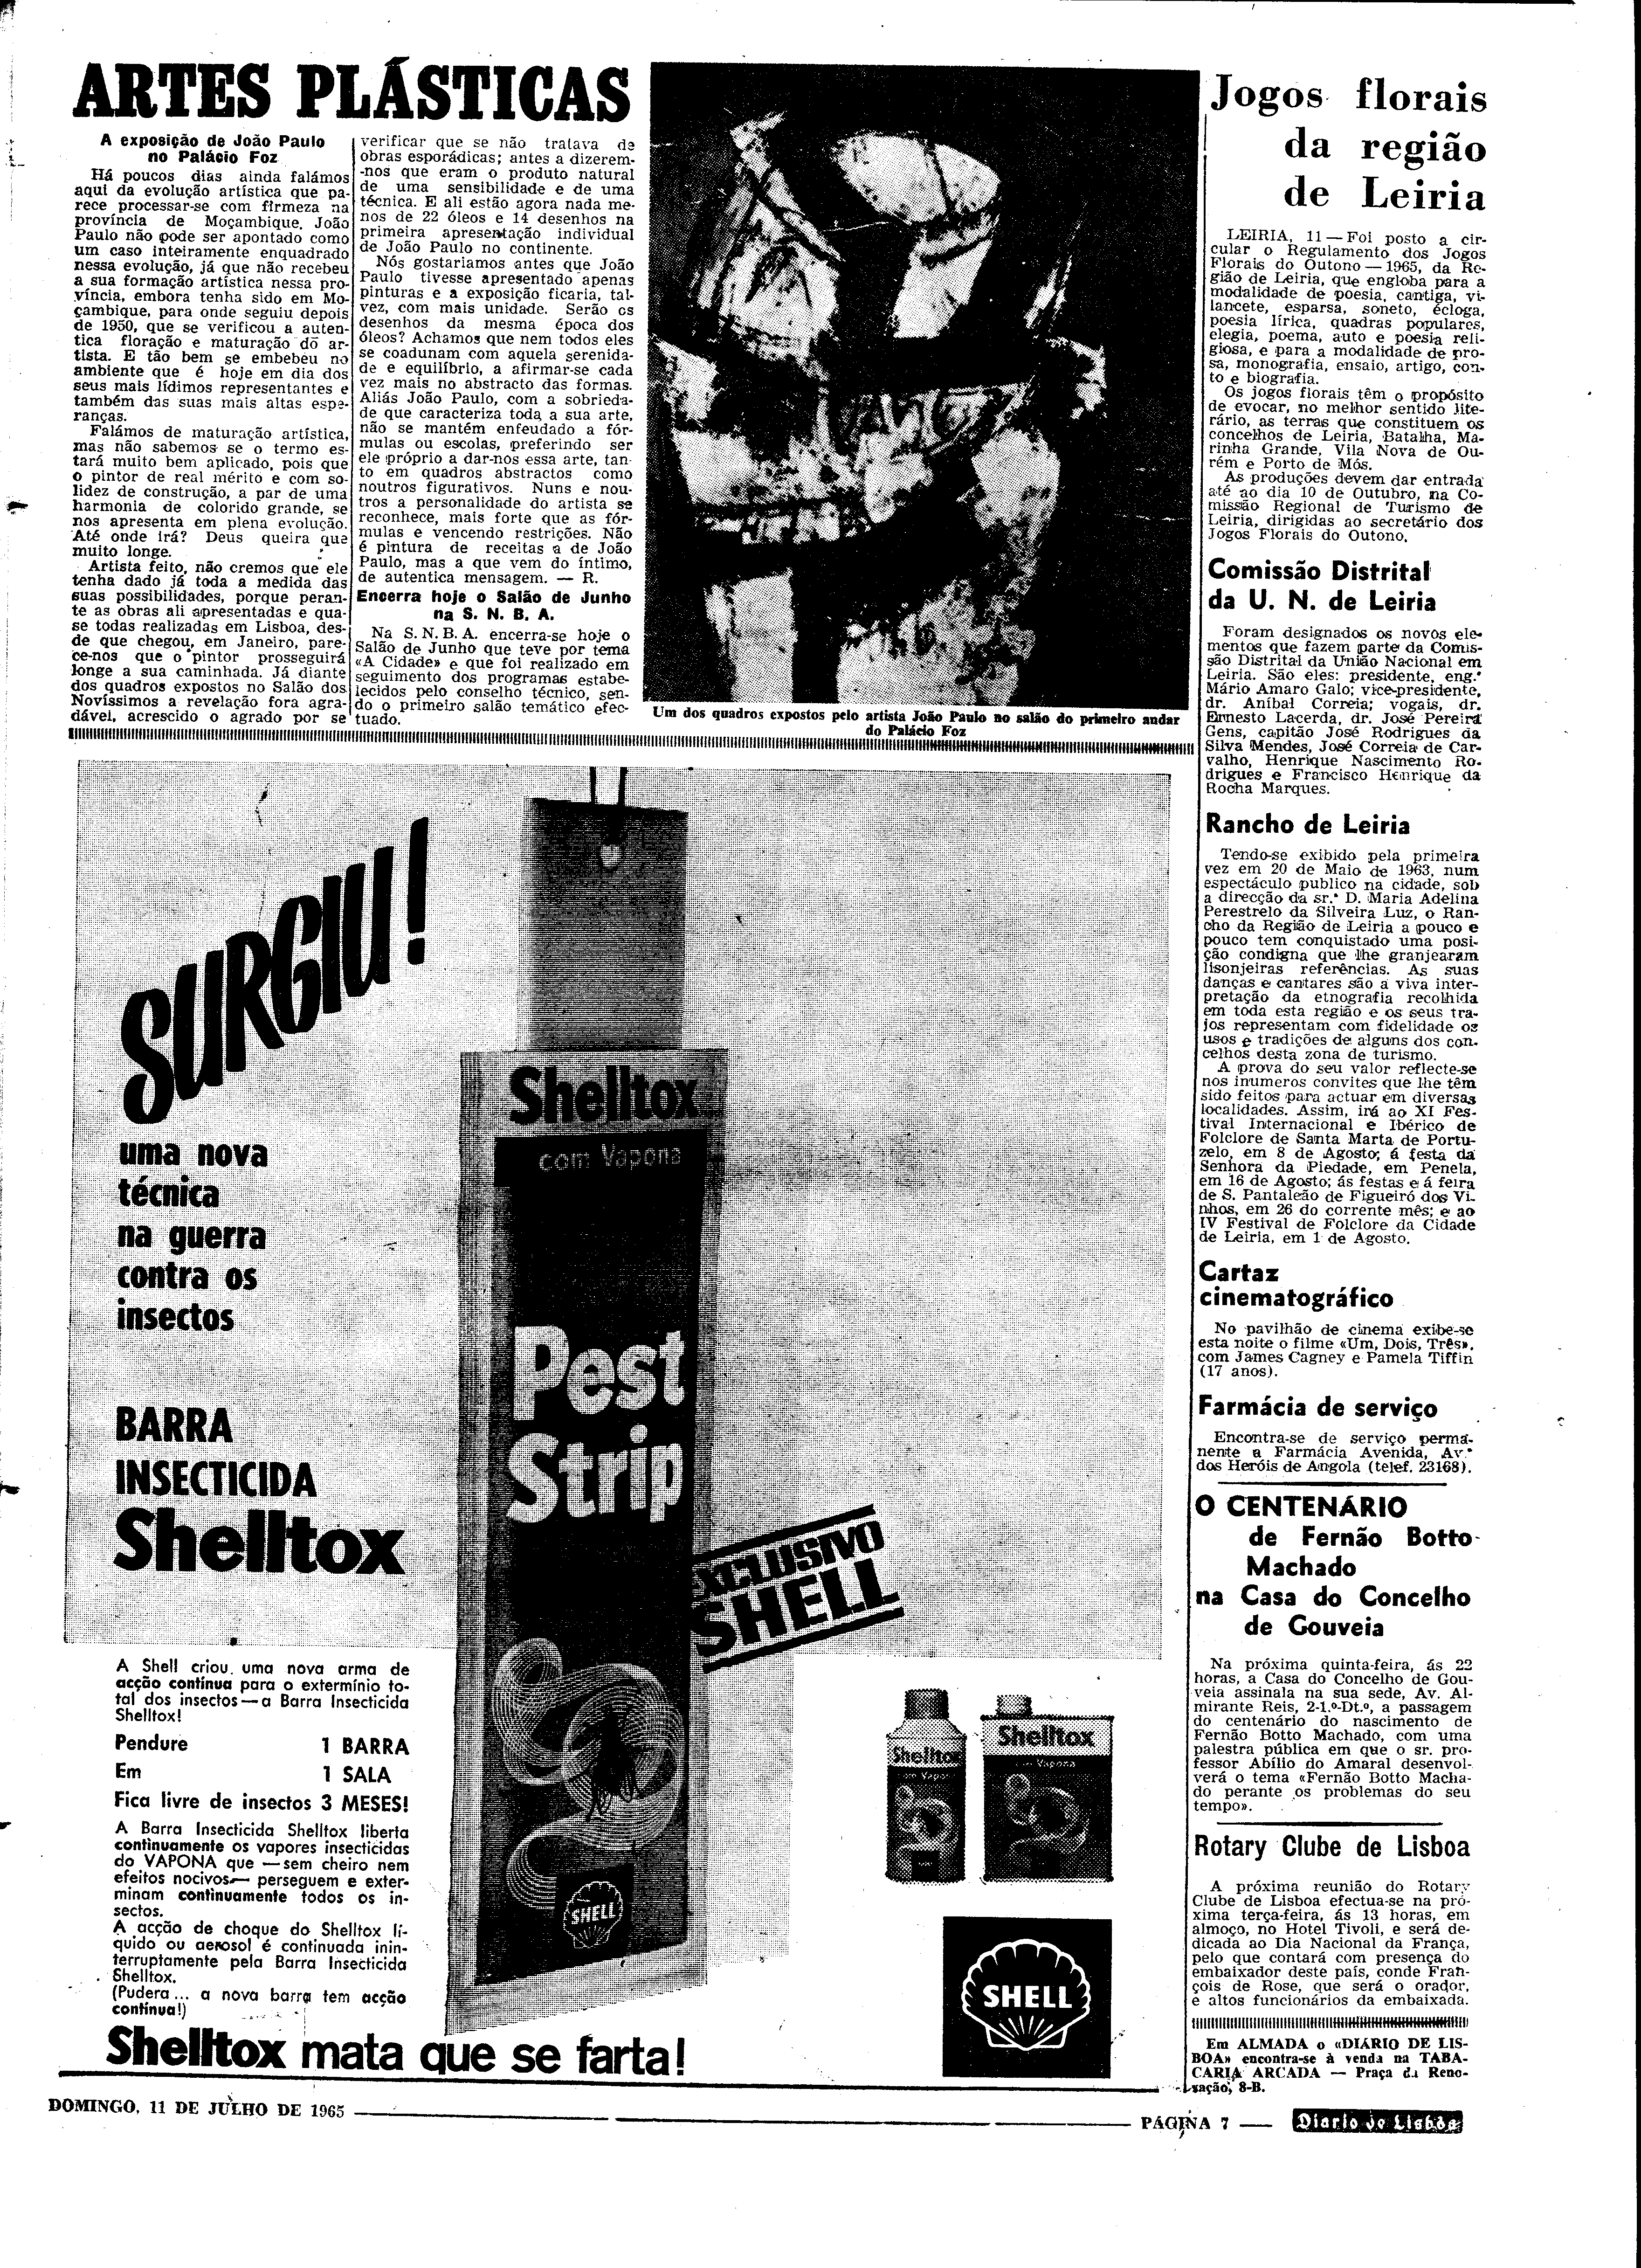 ARTES PLÁSTICAS
A exposição de João Paulo
no Palácio Foz
Há poucos dias ainda falámos
aqui da evolução artística que pa-
rece processar-se com firmeza na
província de Moçambique. João
Paulo não pode ser apontado como
um caso inteiramente enquadrado
nessa evolução, já que não recebeu
a sua formação artística nessa pro-
víncia, embora tenha sido em Mo-
çambique, para onde seguiu depois
de 1950, que se verificou a auten-
tica floração e maturação do ar-
tista. E tão bem se embebeu no
ambiente que é hoje em dia dos
seus mais lídimos representantes e
também das suas mais altas espe-
ranças.
Falámos de maturação artística,
mas não sabemos se o termo es-
tará muito bem aplicado, pois que
o pintor de real mérito e com so-
lidez de construção, a par de uma
harmonia de colorido grande, se
nos apresenta em plena evolução.
Até onde irá? Deus queira que
muito longe.
Artista feito, não cremos que ele
tenha dado já toda a medida das
suas possibilidades, porque peran-
te as obras ali apresentadas e qua-
se todas realizadas em Lisboa, des-
de que chegou, em Janeiro, pare-
ce-nos que o pintor prosseguirá
longe a sua caminhada. Já diante
dos quadros expostos no Salão dos
Novíssimos a revelação fora agra-
dável, acrescido o agrado por se
verificar que se não tratava de
obras esporádicas; antes a dizerem-
-nos que eram o produto natural
de uma sensibilidade e de uma
técnica. E ali estão agora nada me-
nos de 22 óleos e 14 desenhos na
primeira apresentação individual
de João Paulo no continente.
Nós gostariamos antes que João
Paulo tivesse apresentado apenas
pinturas e a exposição ficaria, tal-
vez, com mais unidade. Serão os
desenhos da mesma época dos
óleos? Achamos que nem todos eles
se coadunam com aquela serenida-
de e equilíbrio, a afirmar-se cada
vez mais no abstracto das formas.
Aliás João Paulo, com a sobrieda-
de que caracteriza toda a sua arte,
não se mantém enfeudado a fór-
mulas ou escolas, preferindo ser
ele próprio a dar-nos essa arte, tan-
to em quadros abstractos como
noutros figurativos. Nuns e nou-
tros a personalidade do artista se
reconhece, mais forte que as fór-
mulas e vencendo restrições. Não
é pintura de receitas a de João
Paulo, mas a que vem do íntimo,
de autentica mensagem. — R.
Encerra hoje o Salão de Junho
na S. N. B. A.
Na S. N. B. A. encerra-se hoje o
Salão de Junho que teve por tema
«A Cidade» e que foi realizado em
seguimento dos programas estabe-
lecidos pelo conselho técnico, sen-
do o primeiro salão temático efec-
tuado.
Um dos quadros expostos pelo artista João Paulo no salão do primeiro andar
do Palácio Foz
SURGIU!
uma nova
técnica
na guerra
contra os
insectos
BARRA
INSECTICIDA
Shelltox
Shelltox
com Vapona
Pest
Strip
SHELL
EXCLUSIVO
SHELL
A Shell criou uma nova arma de
acção contínua para o extermínio to-
tal dos insectos — a Barra Insecticida
Shelltox!
Pendure 1 BARRA
Em 1 SALA
Fica livre de insectos 3 MESES!
A Barra Insecticida Shelltox liberta
continuamente os vapores insecticidas
do VAPONA que — sem cheiro nem
efeitos nocivos — perseguem e exter-
minam continuamente todos os in-
sectos.
A acção de choque do Shelltox lí-
quido ou aerosol é continuada inin-
terruptamente pela Barra Insecticida
Shelltox.
(Pudera... a nova barra tem acção
contínua!)
Shelltox
com Vapona
Shelltox
com Vapona
SHELL
Shelltox mata que se farta!
Jogos florais
da região
de Leiria
LEIRIA, 11 — Foi posto a cir-
cular o Regulamento dos Jogos
Florais do Outono — 1965, da Re-
gião de Leiria, que engloba para a
modalidade de poesia, cantiga, vi-
lancete, esparsa, soneto, écloga,
poesia lírica, quadras populares,
elegia, poema, auto e poesia reli-
giosa, e para a modalidade de pro-
sa, monografia, ensaio, artigo, con-
to e biografia.
Os jogos florais têm o propósito
de evocar, no melhor sentido lite-
rário, as terras que constituem os
concelhos de Leiria, Batalha, Ma-
rinha Grande, Vila Nova de Ou-
rém e Porto de Mós.
As produções devem dar entrada
até ao dia 10 de Outubro, na Co-
missão Regional de Turismo de
Leiria, dirigidas ao secretário dos
Jogos Florais do Outono.
Comissão Distrital
da U. N. de Leiria
Foram designados os novos ele-
mentos que fazem parte da Comis-
são Distrital da União Nacional em
Leiria. São eles: presidente, eng.º
Mário Amaro Galo; vice-presidente,
dr. Aníbal Correia; vogais, dr.
Ernesto Lacerda, dr. José Pereira
Gens, capitão José Rodrigues da
Silva Mendes, José Correia de Car-
valho, Henrique Nascimento Ro-
drigues e Francisco Henrique da
Rocha Marques.
Rancho de Leiria
Tendo-se exibido pela primeira
vez em 20 de Maio de 1963, num
espectáculo publico na cidade, sob
a direcção da sr.ª D. Maria Adelina
Perestrelo da Silveira Luz, o Ran-
cho da Região de Leiria a pouco e
pouco tem conquistado uma posi-
ção condigna que lhe granjearam
lisonjeiras referências. As suas
danças e cantares são a viva inter-
pretação da etnografia recolhida
em toda esta região e os seus tra-
jos representam com fidelidade os
usos e tradições de alguns dos con-
celhos desta zona de turismo.
A prova do seu valor reflecte-se
nos inumeros convites que lhe têm
sido feitos para actuar em diversas
localidades. Assim, irá ao XI Fes-
tival Internacional e Ibérico de
Folclore de Santa Marta de Portu-
zelo, em 8 de Agosto; á festa da
Senhora da Piedade, em Penela,
em 16 de Agosto; ás festas e á feira
de S. Pantaleão de Figueiró dos Vi-
nhos, em 26 do corrente mês; e ao
IV Festival de Folclore da Cidade
de Leiria, em 1 de Agosto.
Cartaz
cinematográfico
No pavilhão de cinema exibe-se
esta noite o filme «Um, Dois, Três»,
com James Cagney e Pamela Tiffin
(17 anos).
Farmácia de serviço
Encontra-se de serviço perma-
nente a Farmácia Avenida, Av.ª
dos Heróis de Angola (telef. 23168).
O CENTENÁRIO
de Fernão Botto-
Machado
na Casa do Concelho
de Gouveia
Na próxima quinta-feira, ás 22
horas, a Casa do Concelho de Gou-
veia assinala na sua sede, Av. Al-
mirante Reis, 2-1.º-Dt.º, a passagem
do centenário do nascimento de
Fernão Botto Machado, com uma
palestra pública em que o sr. pro-
fessor Abílio do Amaral desenvol-
verá o tema «Fernão Botto Macha-
do perante os problemas do seu
tempo».
Rotary Clube de Lisboa
A próxima reunião do Rotary
Clube de Lisboa efectua-se na pró-
xima terça-feira, ás 13 horas, em
almoço, no Hotel Tivoli, e será de-
dicada ao Dia Nacional da França,
pelo que contará com presença do
embaixador deste país, conde Fran-
çois de Rose, que será o orador,
e altos funcionários da embaixada.
Em ALMADA o «DIÁRIO DE LIS-
BOA» encontra-se à venda na TABA-
CARIA ARCADA — Praça da Reno-
vação, 8-B.
DOMINGO, 11 DE JULHO DE 1965
PÁGINA 7
Diario de Lisboa